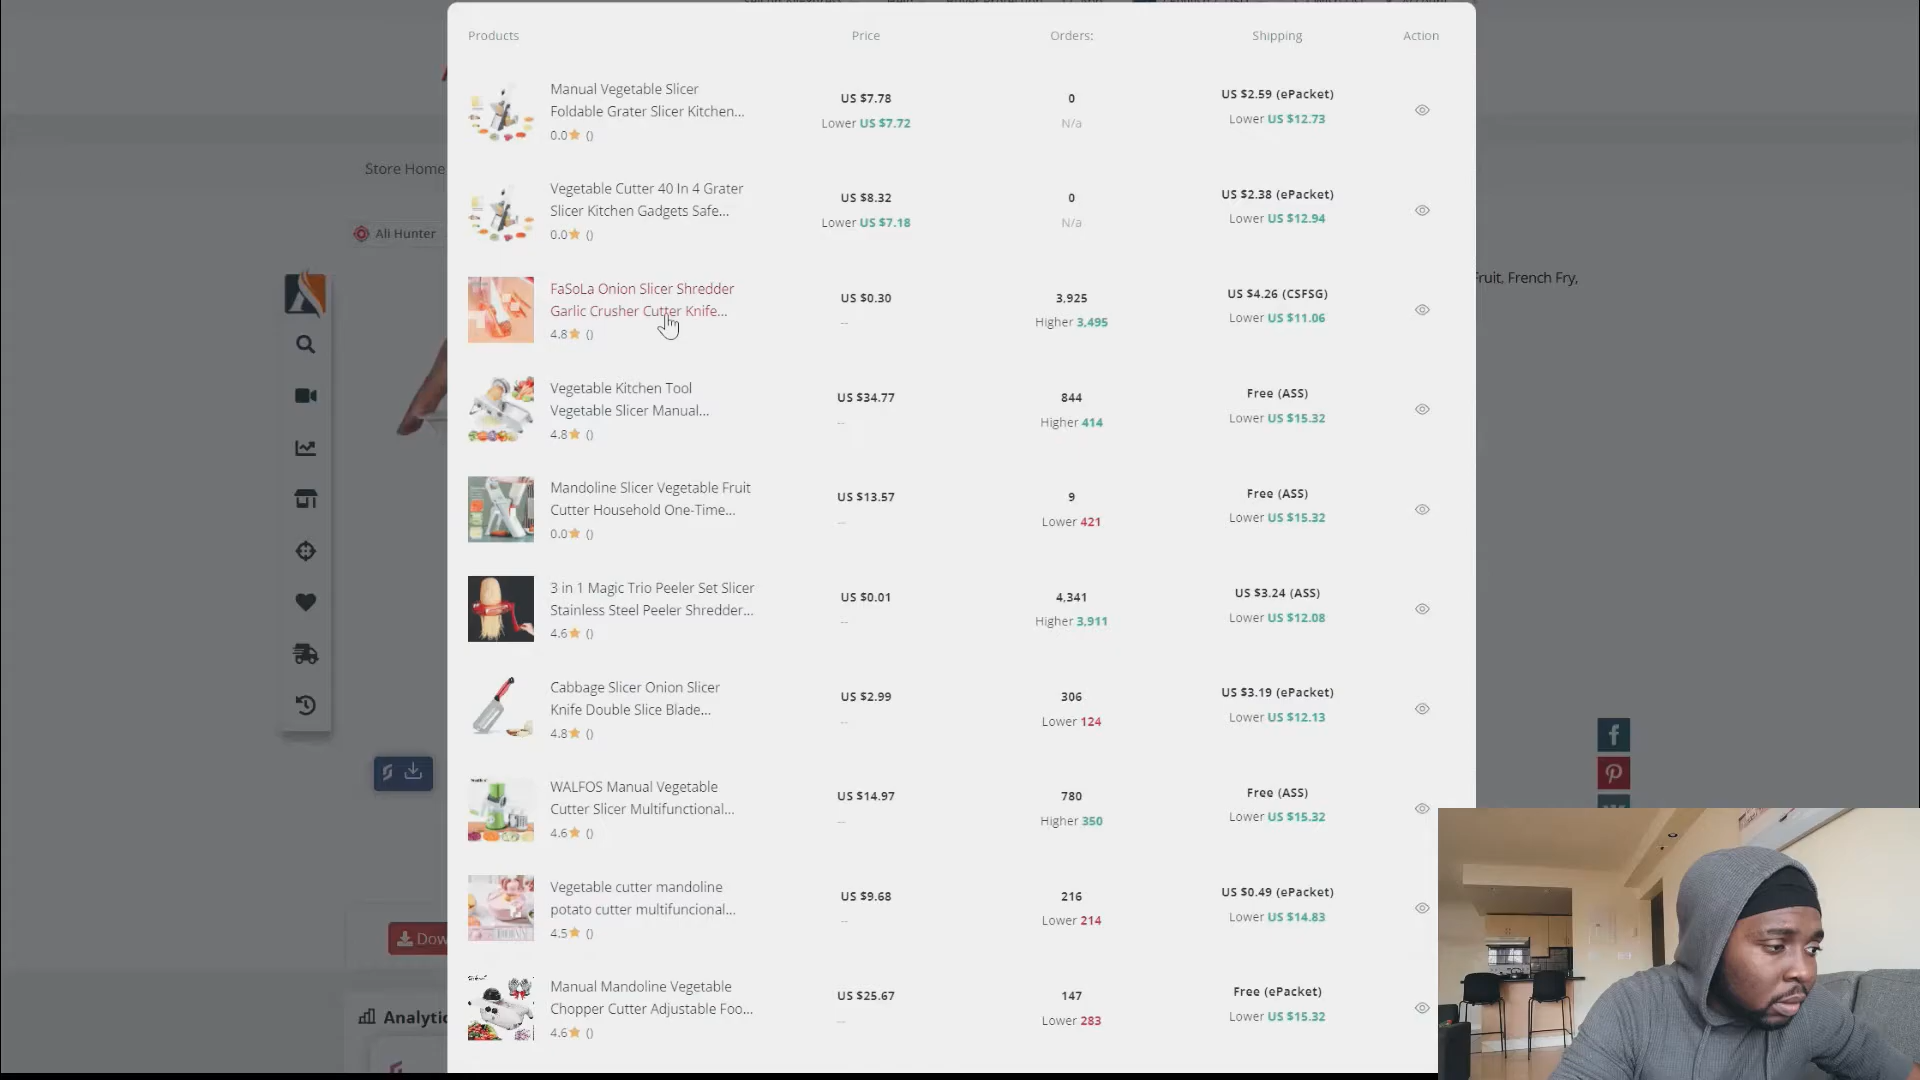 Products Price Orders: Shipping Action
Manual Vegetable Slicer
Foldable Grater Slicer Kitchen...
0.0 ()
US $7.78
Lower US $7.72
0
N/a
US $2.59 (ePacket)
Lower US $12.73
Vegetable Cutter 40 In 4 Grater
Slicer Kitchen Gadgets Safe...
0.0 ()
US $8.32
Lower US $7.18
0
N/a
US $2.38 (ePacket)
Lower US $12.94
FaSoLa Onion Slicer Shredder
Garlic Crusher Cutter Knife...
4.8 ()
US $0.30
--
3,925
Higher 3,495
US $4.26 (CSFSG)
Lower US $11.06
Vegetable Kitchen Tool
Vegetable Slicer Manual...
4.8 ()
US $34.77
--
844
Higher 414
Free (ASS)
Lower US $15.32
Mandoline Slicer Vegetable Fruit
Cutter Household One-Time...
0.0 ()
US $13.57
--
9
Lower 421
Free (ASS)
Lower US $15.32
3 in 1 Magic Trio Peeler Set Slicer
Stainless Steel Peeler Shredder...
4.6 ()
US $0.01
--
4,341
Higher 3,911
US $3.24 (ASS)
Lower US $12.08
Cabbage Slicer Onion Slicer
Knife Double Slice Blade...
4.8 ()
US $2.99
--
306
Lower 124
US $3.19 (ePacket)
Lower US $12.13
WALFOS Manual Vegetable
Cutter Slicer Multifunctional...
4.6 ()
US $14.97
--
780
Higher 350
Free (ASS)
Lower US $15.32
Vegetable cutter mandoline
potato cutter multifuncional...
4.5 ()
US $9.68
--
216
Lower 214
US $0.49 (ePacket)
Lower US $14.83
Manual Mandoline Vegetable
Chopper Cutter Adjustable Foo...
4.6 ()
US $25.67
--
147
Lower 283
Free (ePacket)
Lower US $15.32
Store Home
Ali Hunter
Fruit, French Fry,
Dow
Analytic